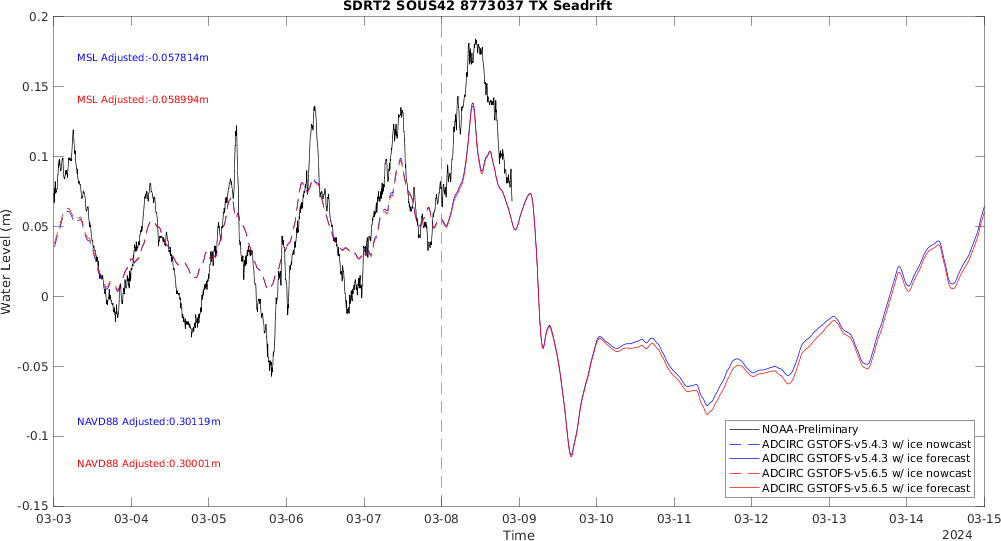 SDRT2 SOUS42 8773037 TX Seadrift
0.2
0.15
0.1
0.05
0
-0.05
-0.1
-0.15
Water Level (m)
MSL Adjusted:-0.057814m
MSL Adjusted:-0.058994m
NAVD88 Adjusted:0.30119m
NAVD88 Adjusted:0.30001m
NOAA-Preliminary
ADCIRC GSTOFS-v5.4.3 w/ ice nowcast
ADCIRC GSTOFS-v5.4.3 w/ ice forecast
ADCIRC GSTOFS-v5.6.5 w/ ice nowcast
ADCIRC GSTOFS-v5.6.5 w/ ice forecast
03-03 03-04 03-05 03-06 03-07 03-08 03-09 03-10 03-11 03-12 03-13 03-14 03-15
Time
2024